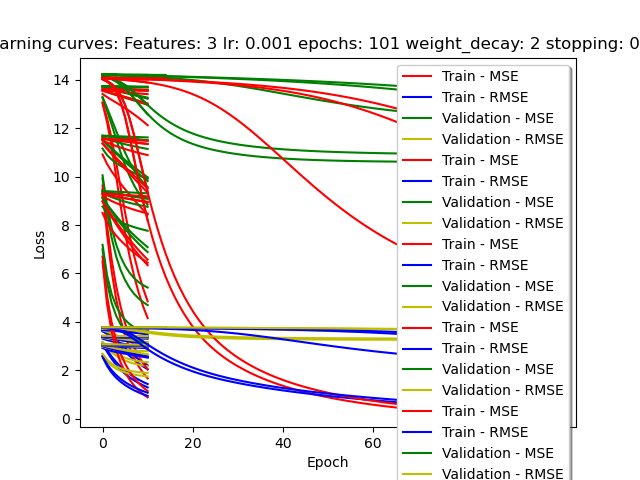 arning curves: Features: 3 lr: 0.001 epochs: 101 weight_decay: 2 stopping: 0
Loss
14
12
10
8
6
4
2
0
0 20 40 60
Epoch
Train - MSE
Train - RMSE
Validation - MSE
Validation - RMSE
Train - MSE
Train - RMSE
Validation - MSE
Validation - RMSE
Train - MSE
Train - RMSE
Validation - MSE
Validation - RMSE
Train - MSE
Train - RMSE
Validation - MSE
Validation - RMSE
Train - MSE
Train - RMSE
Validation - MSE
Validation - RMSE